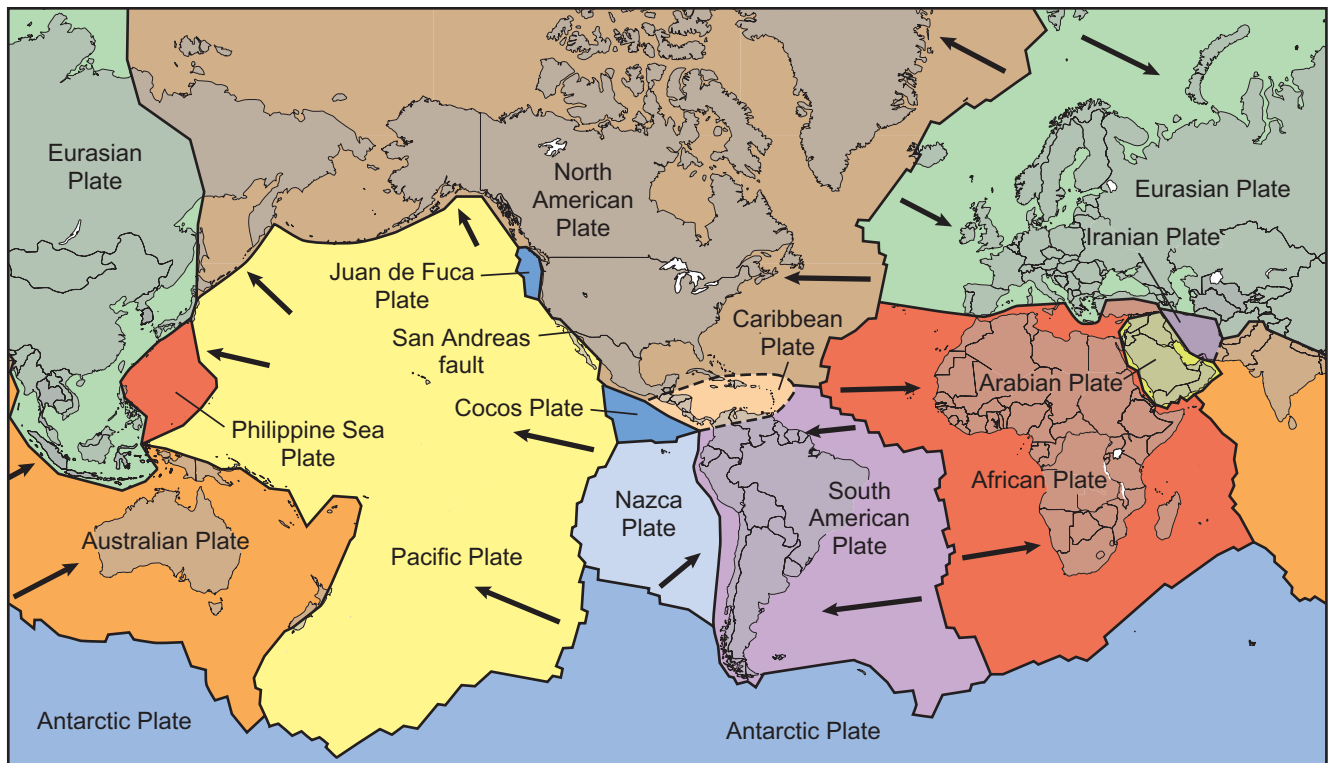 Eurasian
Plate
North
American
Plate
Eurasian Plate
Iranian Plate
Juan de Fuca
Plate
San Andreas
fault
Caribbean
Plate
Arabian Plate
Cocos Plate
Philippine Sea
Plate
Nazca
Plate
South
American
Plate
African Plate
Australian Plate
Pacific Plate
Antarctic Plate
Antarctic Plate